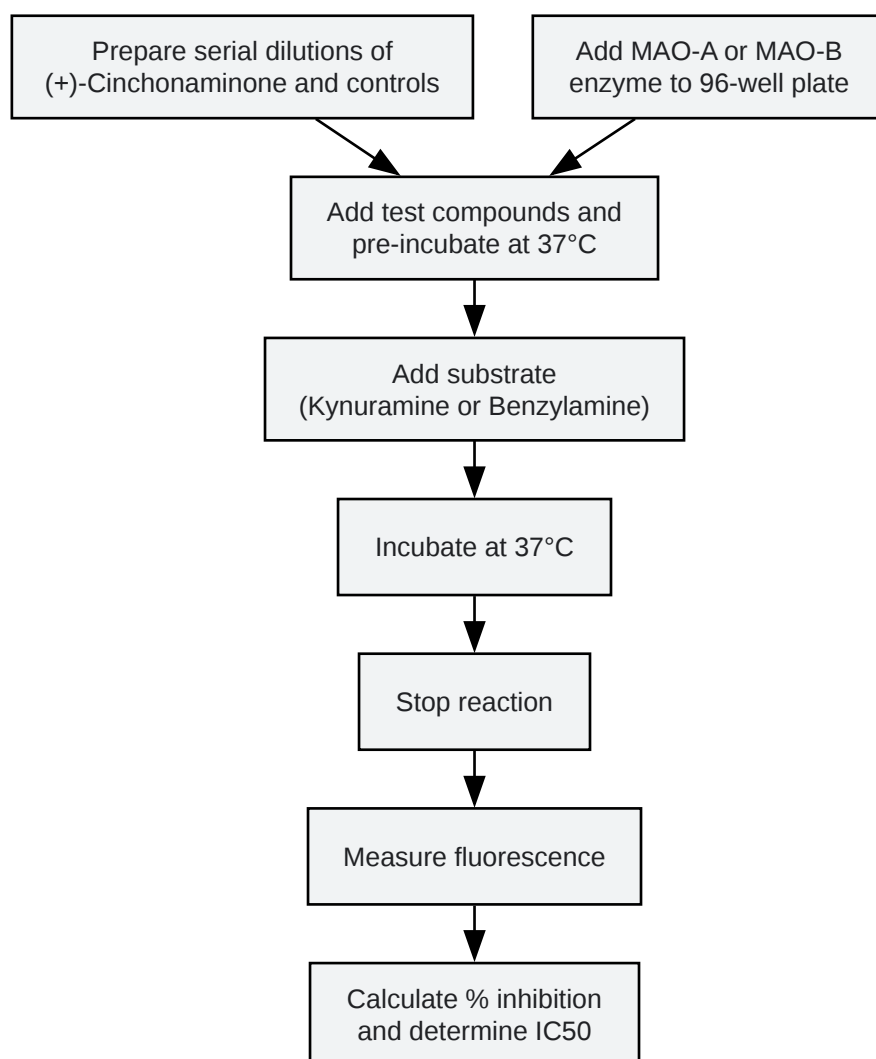 Prepare serial dilutions of
(+)-Cinchonaminone and controls
Add MAO-A or MAO-B
enzyme to 96-well plate
Add test compounds and
pre-incubate at 37°C
Add substrate
(Kynuramine or Benzylamine)
Incubate at 37°C
Stop reaction
Measure fluorescence
Calculate % inhibition
and determine IC50